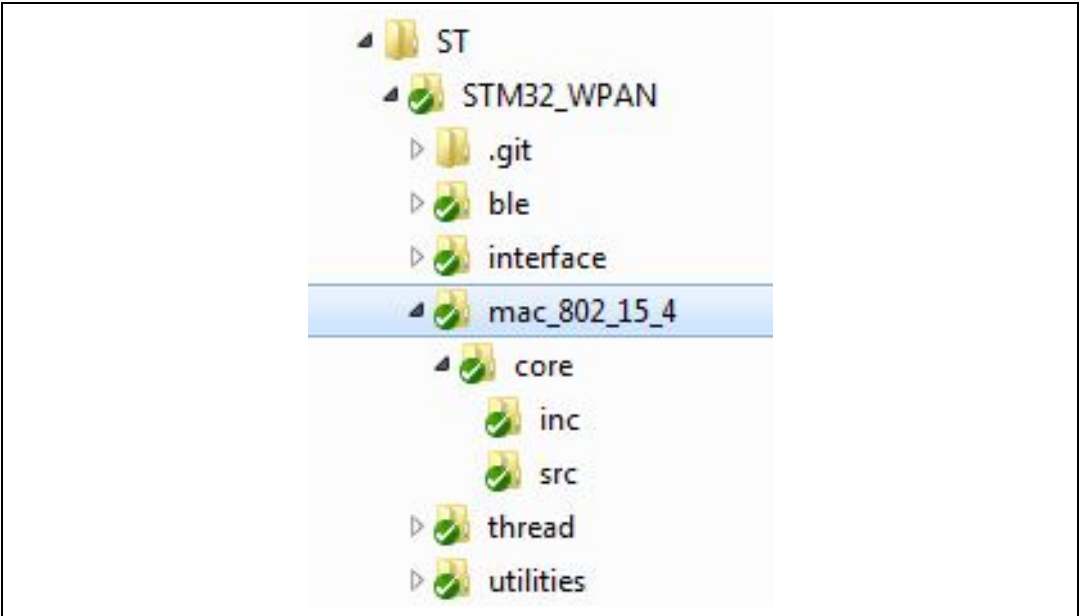 ST
STM32_WPAN
.git
ble
interface
mac_802_15_4
core
inc
src
thread
utilities